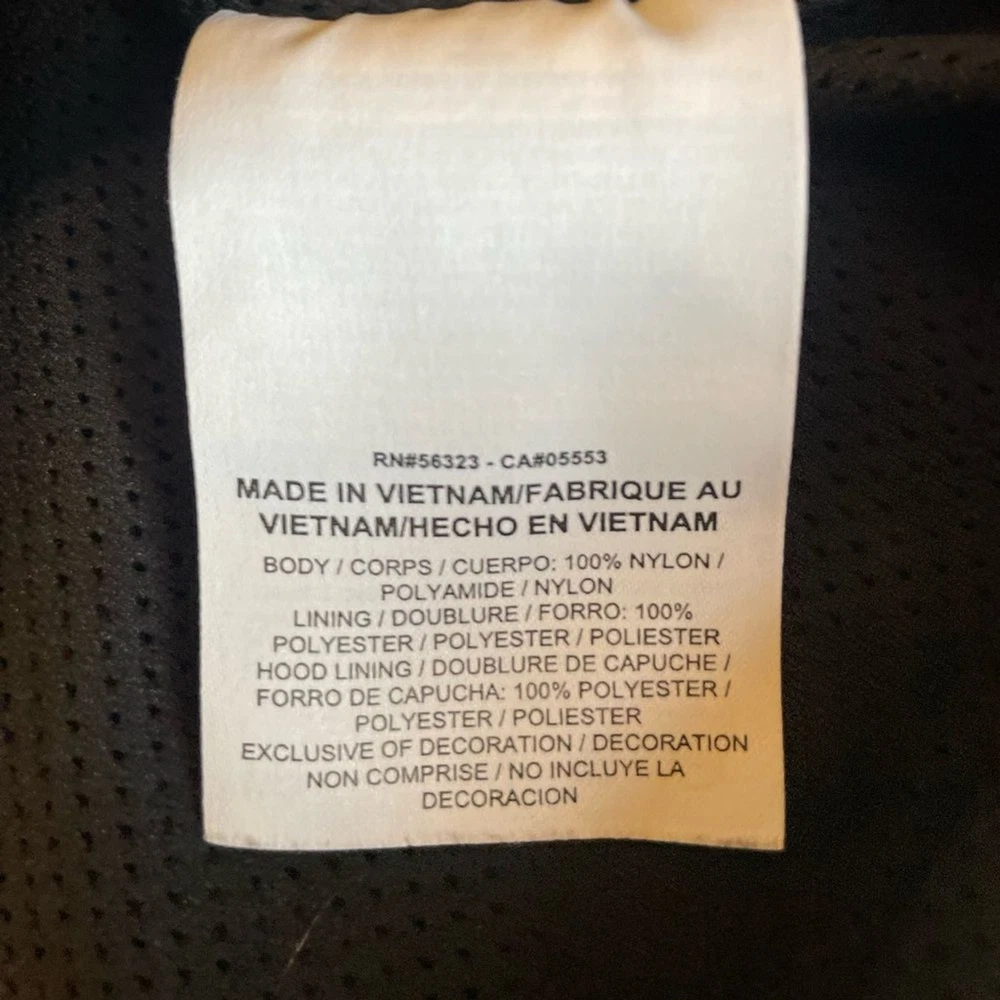 RN#56323 - CA#05553
MADE IN VIETNAM/FABRIQUE AU
VIETNAM/HECHO EN VIETNAM
BODY / CORPS / CUERPO: 100% NYLON /
POLYAMIDE / NYLON
LINING / DOUBLURE / FORRO: 100%
POLYESTER / POLYESTER / POLIESTER
HOOD LINING / DOUBLURE DE CAPUCHE /
FORRO DE CAPUCHA: 100% POLYESTER /
POLYESTER / POLIESTER
EXCLUSIVE OF DECORATION / DECORATION
NON COMPRISE / NO INCLUYE LA
DECORACION